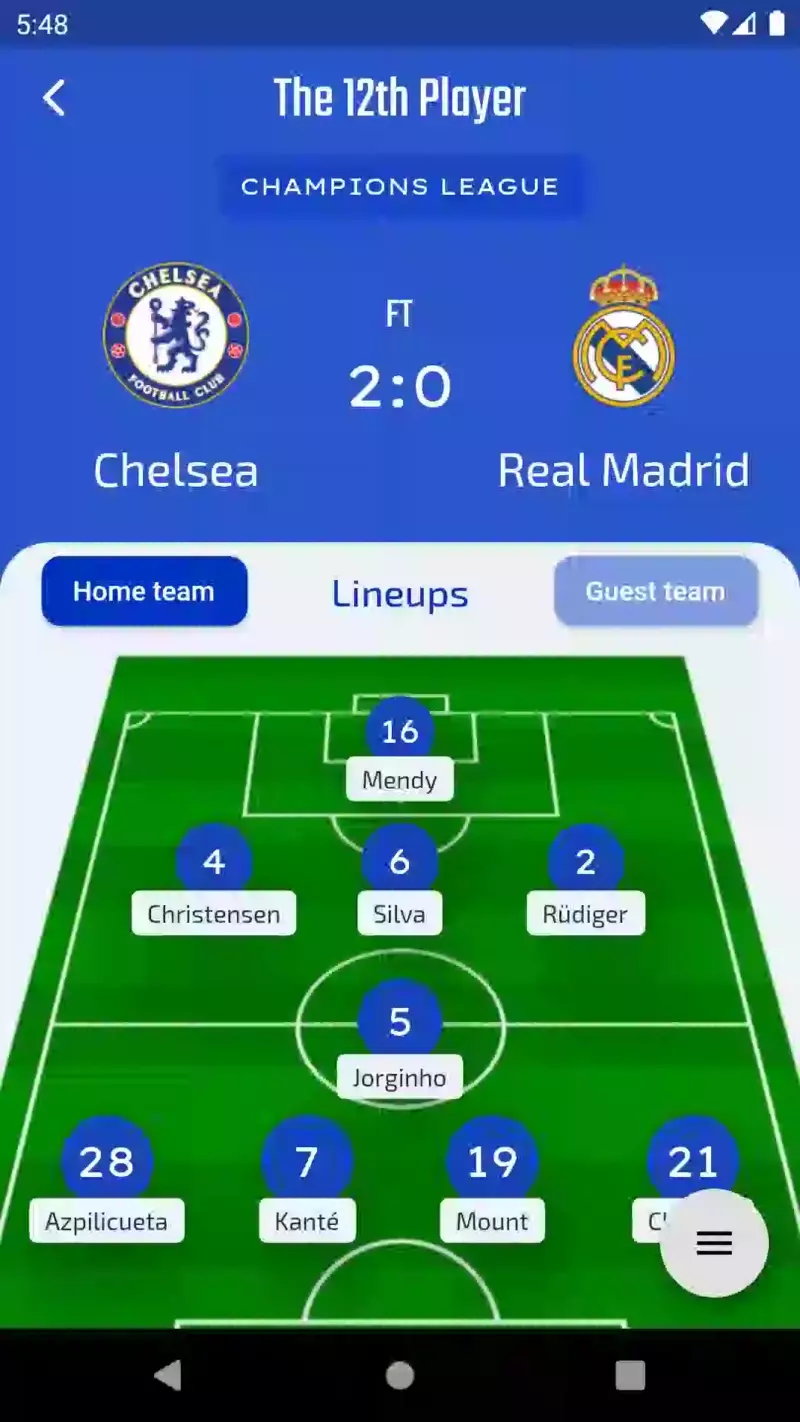 5:48
The 12th Player
CHAMPIONS LEAGUE
CHELSEA
FOOTBALL CLUB
FT
2:0
Chelsea
Real Madrid
Home team
Lineups
Guest team
16
Mendy
4
6
2
Christensen
Silva
Rüdiger
5
Jorginho
28
7
19
21
Azpilicueta
Kanté
Mount